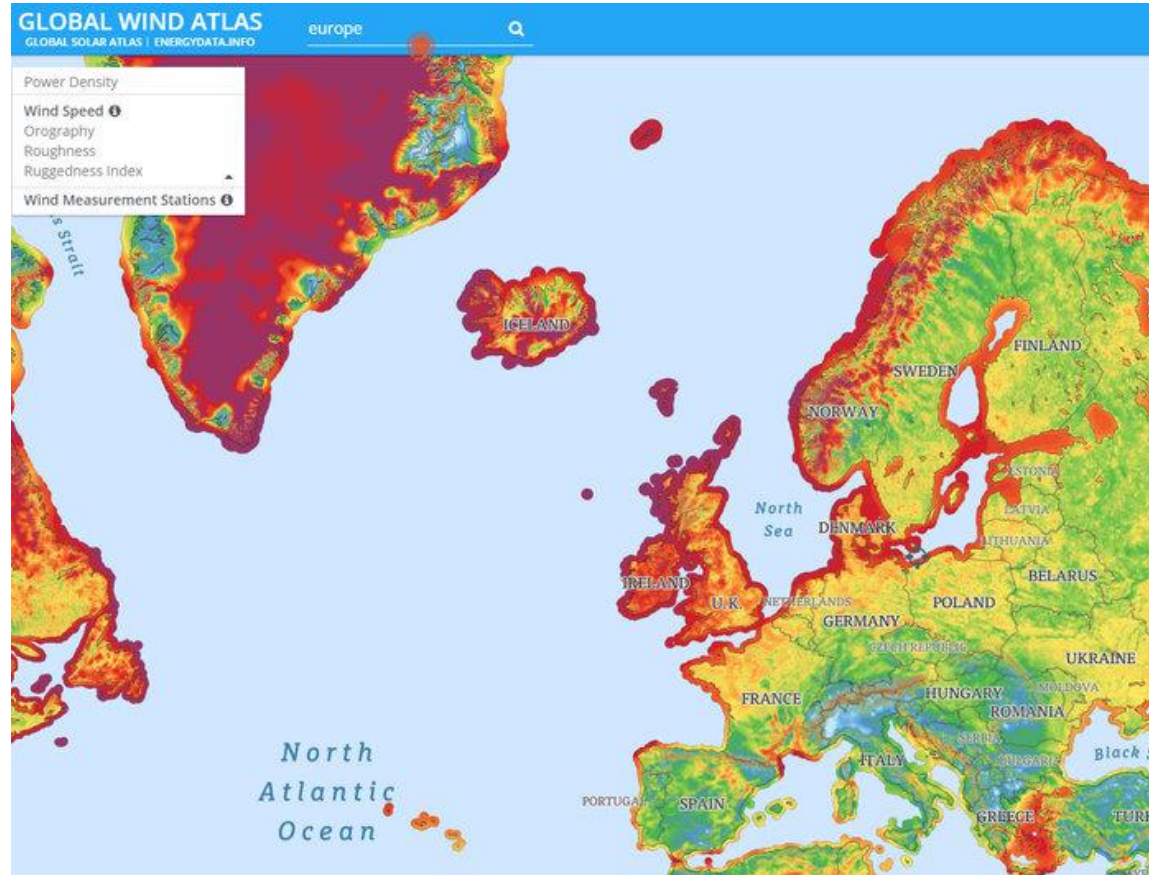 GLOBAL WIND ATLAS
GLOBAL SOLAR ATLAS | ENERGYDATA.INFO
europe
Power Density
Wind Speed
Orography
Roughness
Ruggedness Index
Wind Measurement Stations
s Strait
ICELAND
FINLAND
SWEDEN
NORWAY
ESTONIA
North
Sea
LATVIA
DENMARK
LITHUANIA
BELARUS
IRELAND
U.K.
NETHERLANDS
POLAND
GERMANY
CZECH REPUBLIC
UKRAINE
MOLDOVA
FRANCE
HUNGARY
ROMANIA
SERBIA
BULGARIA
ITALY
Black
North
Atlantic
Ocean
PORTUGA
SPAIN
GREECE
TUR